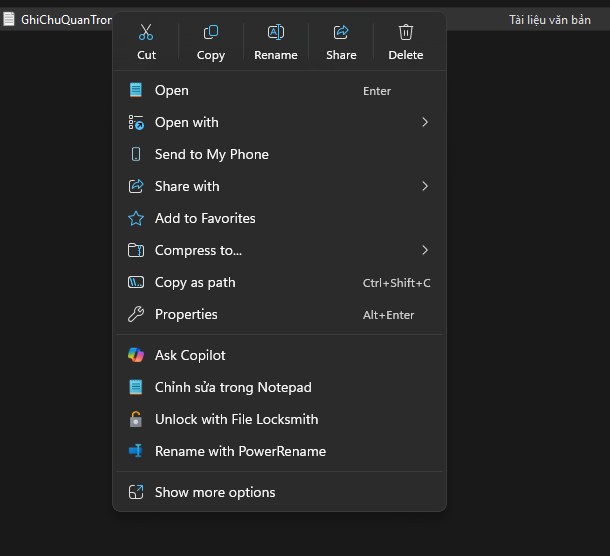 GhiChuQuanTron
Tài liệu văn bản
Cut Copy Rename Share Delete
Open Enter
Open with
Send to My Phone
Share with
Add to Favorites
Compress to...
Copy as path Ctrl+Shift+C
Properties Alt+Enter
Ask Copilot
Chỉnh sửa trong Notepad
Unlock with File Locksmith
Rename with PowerRename
Show more options